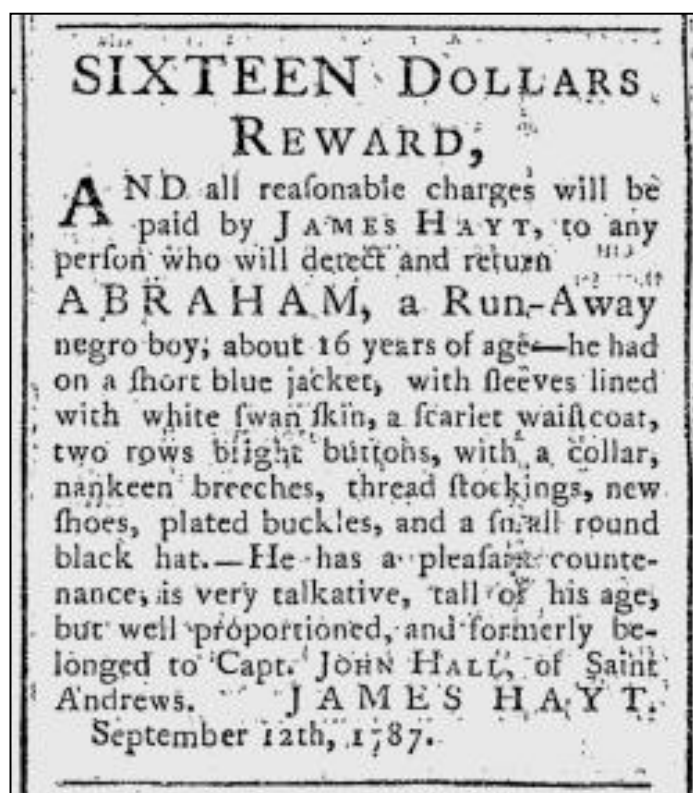 SIXTEEN DOLLARS
REWARD,
AND all reaſonable charges will be
paid by JAMES HAYT, to any
perſon who will detect and return
ABRAHAM, a Run-Away
negro boy, about 16 years of age—he had
on a ſhort blue jacket, with ſleeves lined
with white ſwan ſkin, a ſcarlet waiſtcoat,
two rows bright buttons, with a collar,
nankeen breeches, thread ſtockings, new
ſhoes, plated buckles, and a ſmall round
black hat.—He has a pleaſant counte-
nance, is very talkative, tall of his age,
but well proportioned, and formerly be-
longed to Capt. JOHN HALL, of Saint
Andrews. JAMES HAYT.
September 12th, 1787.